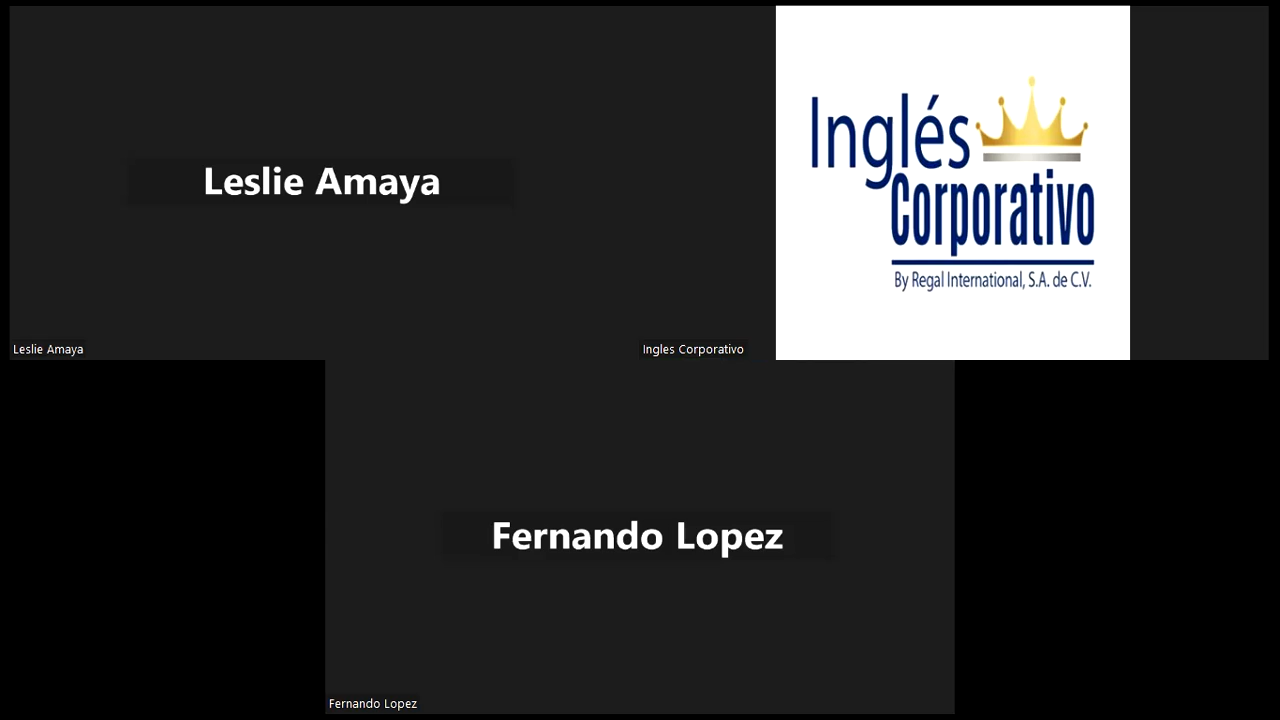 Leslie Amaya
Leslie Amaya
Inglés
Corporativo
By Regal International, S.A. de C.V.
Ingles Corporativo
Fernando Lopez
Fernando Lopez